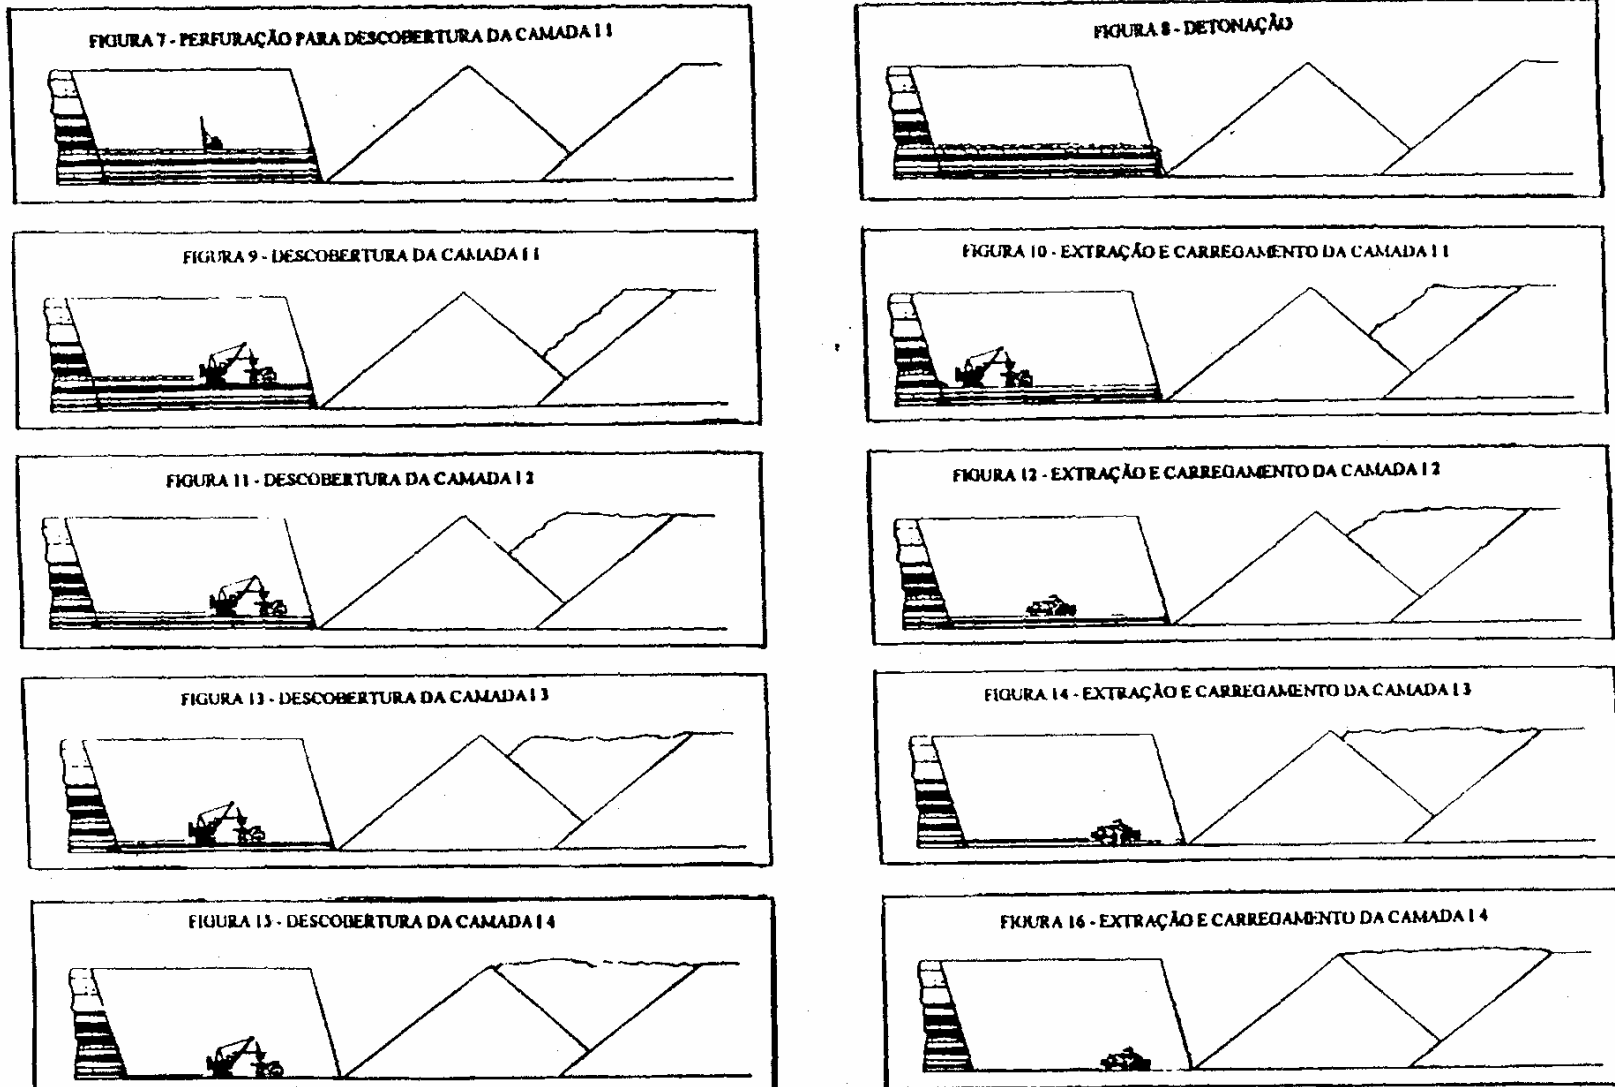 FIGURA 7 - PERFURAÇÃO PARA DESCOBERTURA DA CAMADA I 1
FIGURA 8 - DETONAÇÃO
FIGURA 9 - DESCOBERTURA DA CAMADA I 1
FIGURA 10 - EXTRAÇÃO E CARREGAMENTO DA CAMADA I 1
FIGURA 11 - DESCOBERTURA DA CAMADA I 2
FIGURA 12 - EXTRAÇÃO E CARREGAMENTO DA CAMADA I 2
FIGURA 13 - DESCOBERTURA DA CAMADA I 3
FIGURA 14 - EXTRAÇÃO E CARREGAMENTO DA CAMADA I 3
FIGURA 15 - DESCOBERTURA DA CAMADA I 4
FIGURA 16 - EXTRAÇÃO E CARREGAMENTO DA CAMADA I 4